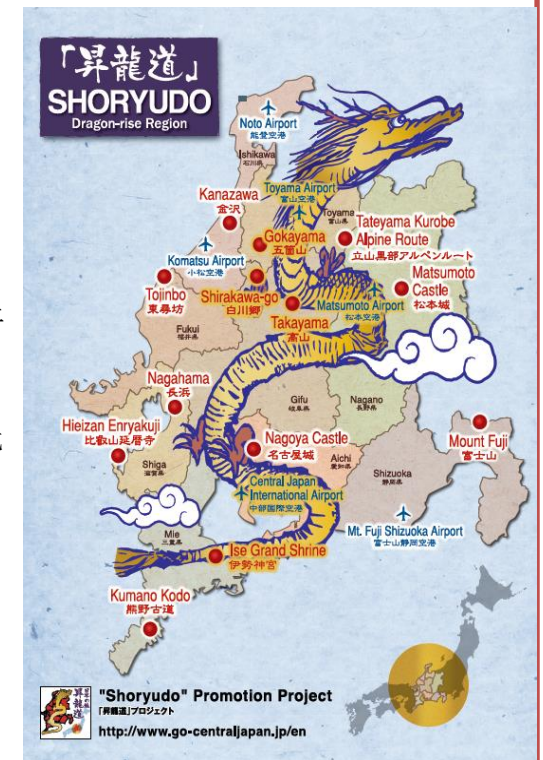 「昇龍道」
SHORYUDO
Dragon-rise Region
Noto Airport
能登空港
Ishikawa
石川県
Toyama Airport
富山空港
Kanazawa
金沢
Toyama
富山県
Tateyama Kurobe
Alpine Route
立山黒部アルペンルート
Gokayama
五箇山
Komatsu Airport
小松空港
Matsumoto
Castle
松本城
Tojinbo
東尋坊
Shirakawa-go
白川郷
Matsumoto Airport
松本空港
Takayama
高山
Fukui
福井県
Nagahama
長浜
Gifu
岐阜県
Nagano
長野県
Hieizan Enryakuji
比叡山延暦寺
Nagoya Castle
名古屋城
Mount Fuji
富士山
Shiga
滋賀県
Aichi
愛知県
Shizuoka
静岡県
Central Japan
International Airport
中部国際空港
Mt. Fuji Shizuoka Airport
富士山静岡空港
Mie
三重県
Ise Grand Shrine
伊勢神宮
Kumano Kodo
熊野古道
昇龍道
"Shoryudo" Promotion Project
「昇龍道」プロジェクト
http://www.go-centraljapan.jp/en